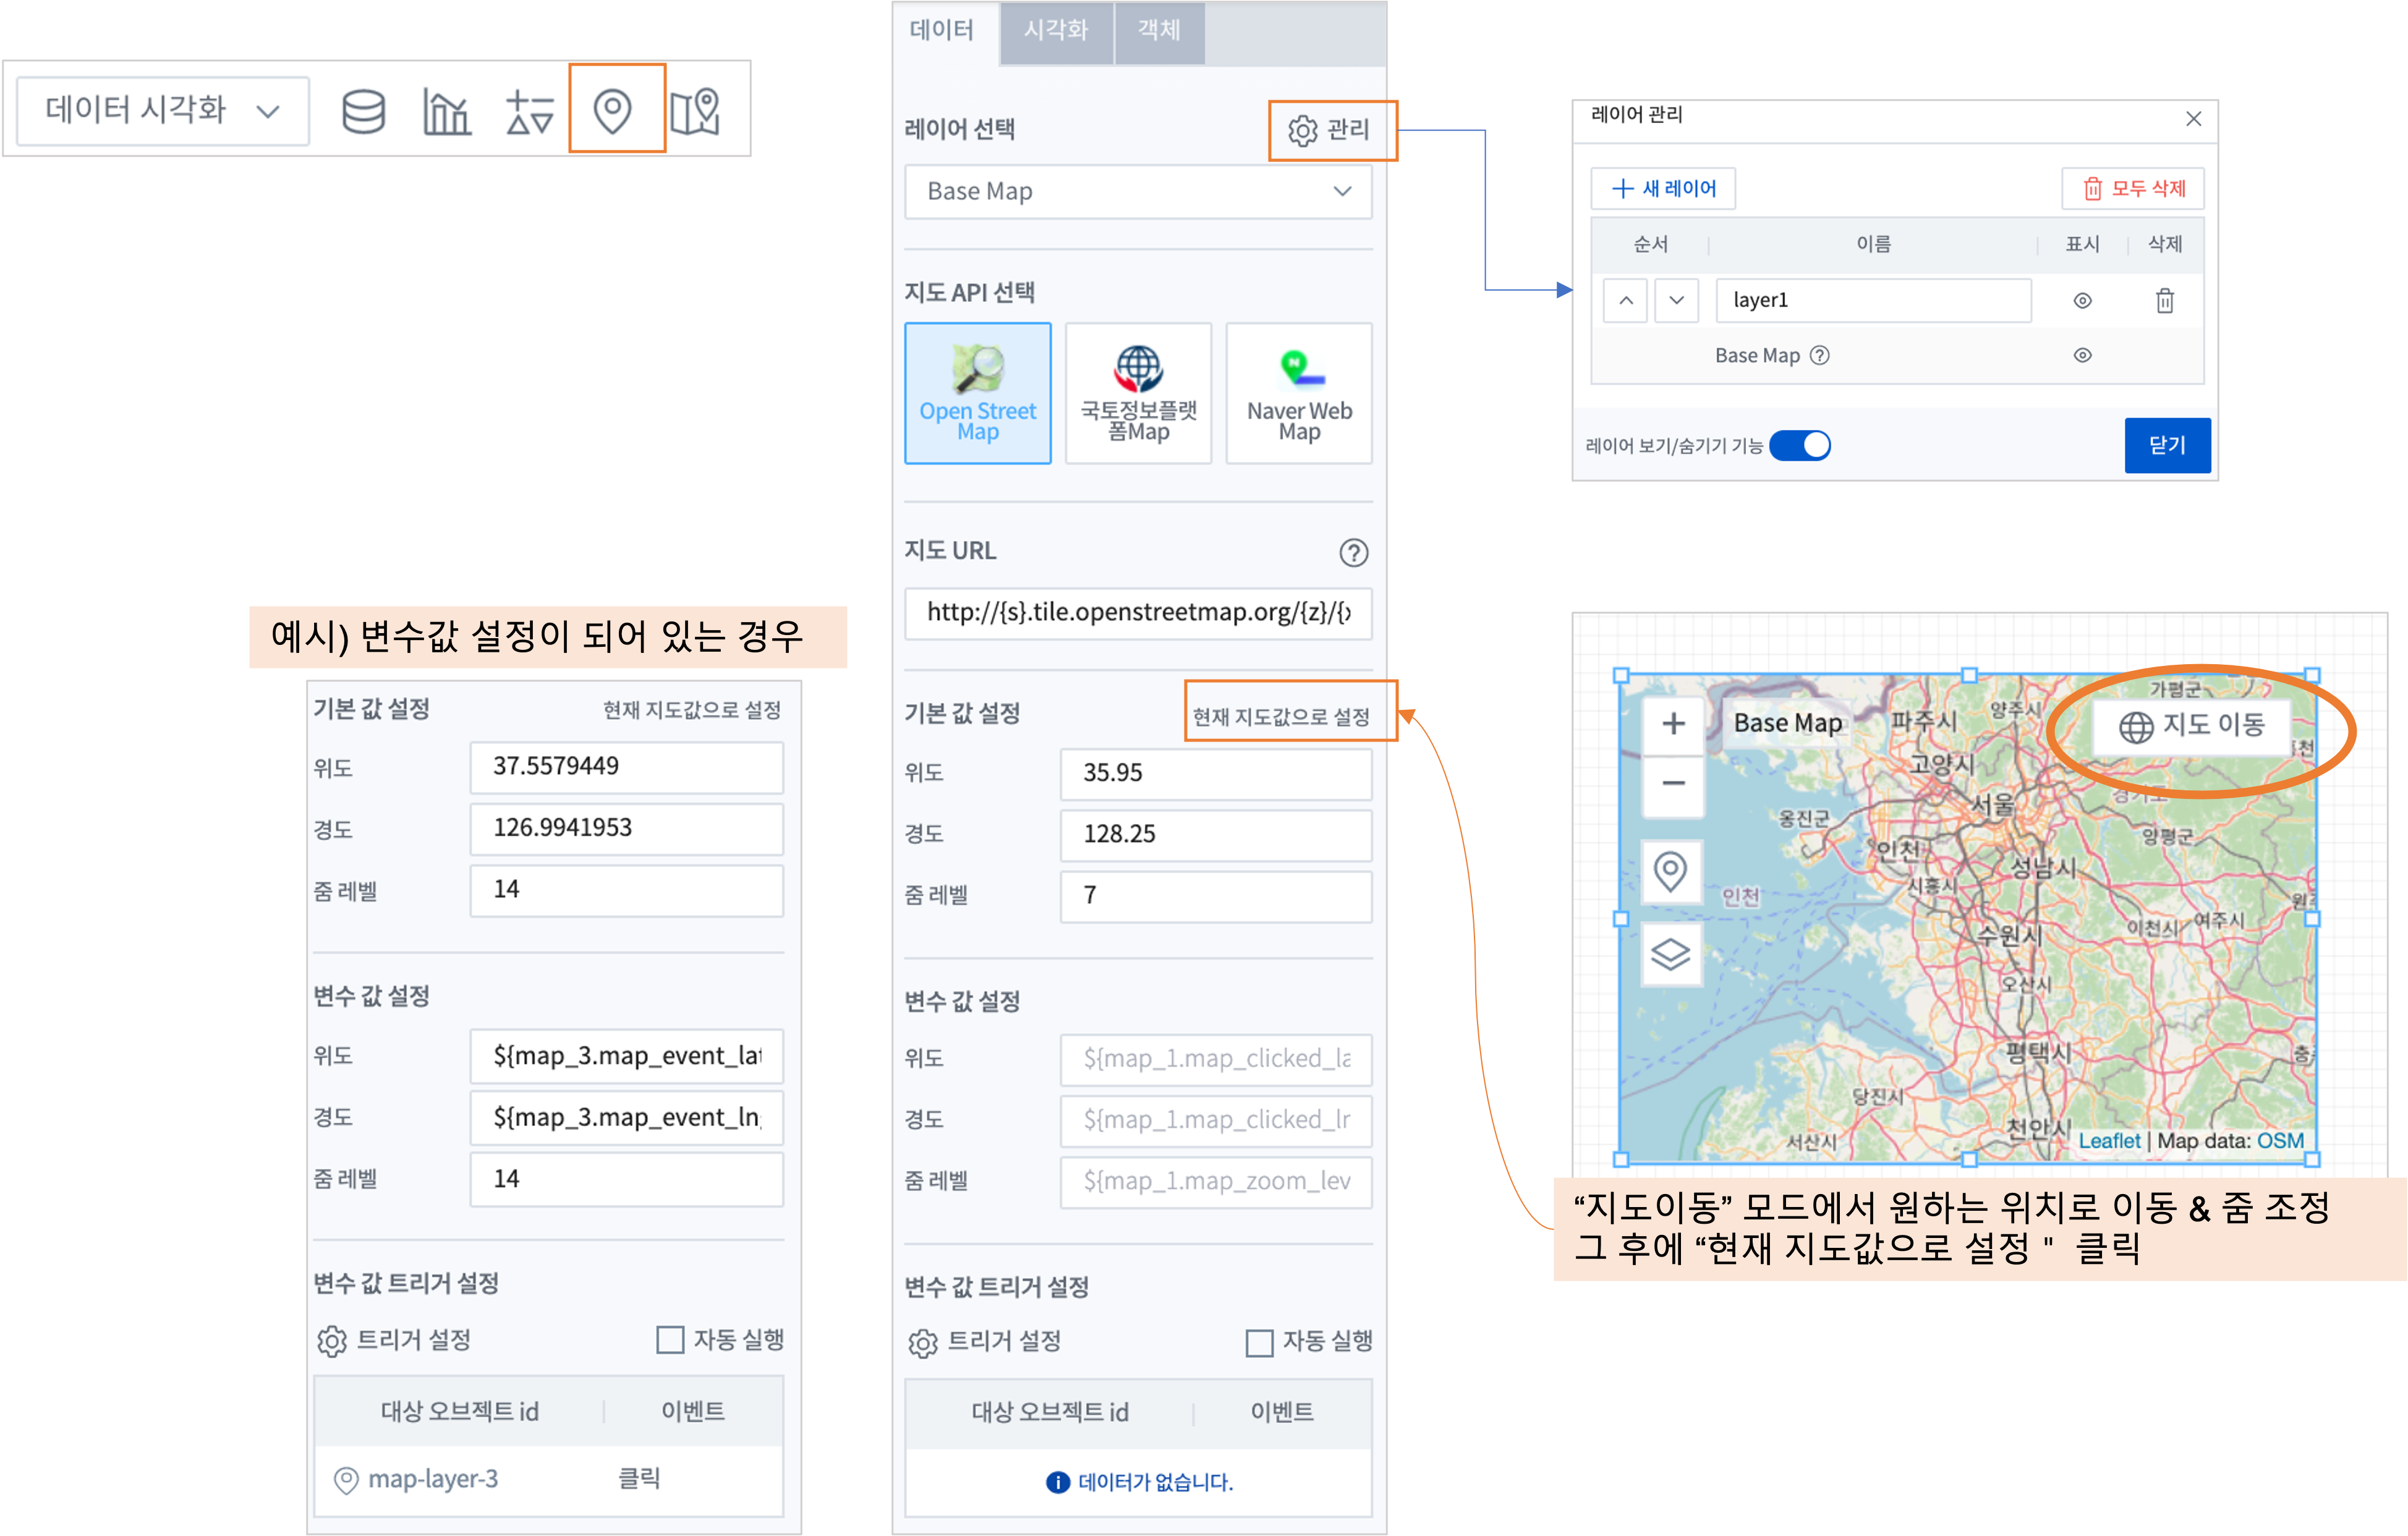 데이터 시각화
데이터
시각화
객체
레이어 선택
관리
Base Map
지도 API 선택
Open Street
Map
국토정보플랫
폼Map
Naver Web
Map
지도 URL
http://{s}.tile.openstreetmap.org/{z}/{x
기본 값 설정
현재 지도값으로 설정
위도
35.95
경도
128.25
줌 레벨
7
변수 값 설정
위도
${map_1.map_clicked_la
경도
${map_1.map_clicked_lr
줌 레벨
${map_1.map_zoom_lev
변수 값 트리거 설정
트리거 설정
자동 실행
대상 오브젝트 id
이벤트
데이터가 없습니다.
예시) 변수값 설정이 되어 있는 경우
기본 값 설정
현재 지도값으로 설정
위도
37.5579449
경도
126.9941953
줌 레벨
14
변수 값 설정
위도
${map_3.map_event_lat
경도
${map_3.map_event_ln
줌 레벨
14
변수 값 트리거 설정
트리거 설정
자동 실행
대상 오브젝트 id
이벤트
map-layer-3
클릭
레이어 관리
새 레이어
모두 삭제
순서
이름
표시
삭제
layer1
Base Map
레이어 보기/숨기기 기능
닫기
+
Base Map
지도 이동
−
가평군
파주시
양주시
고양시
서울
경기도
옹진군
양평군
인천
성남시
시흥시
인천
이천시
여주시
수원시
오산시
평택시
당진시
서산시
천안시
Leaflet | Map data: OSM
“지도이동” 모드에서 원하는 위치로 이동 & 줌 조정
그 후에 “현재 지도값으로 설정 " 클릭